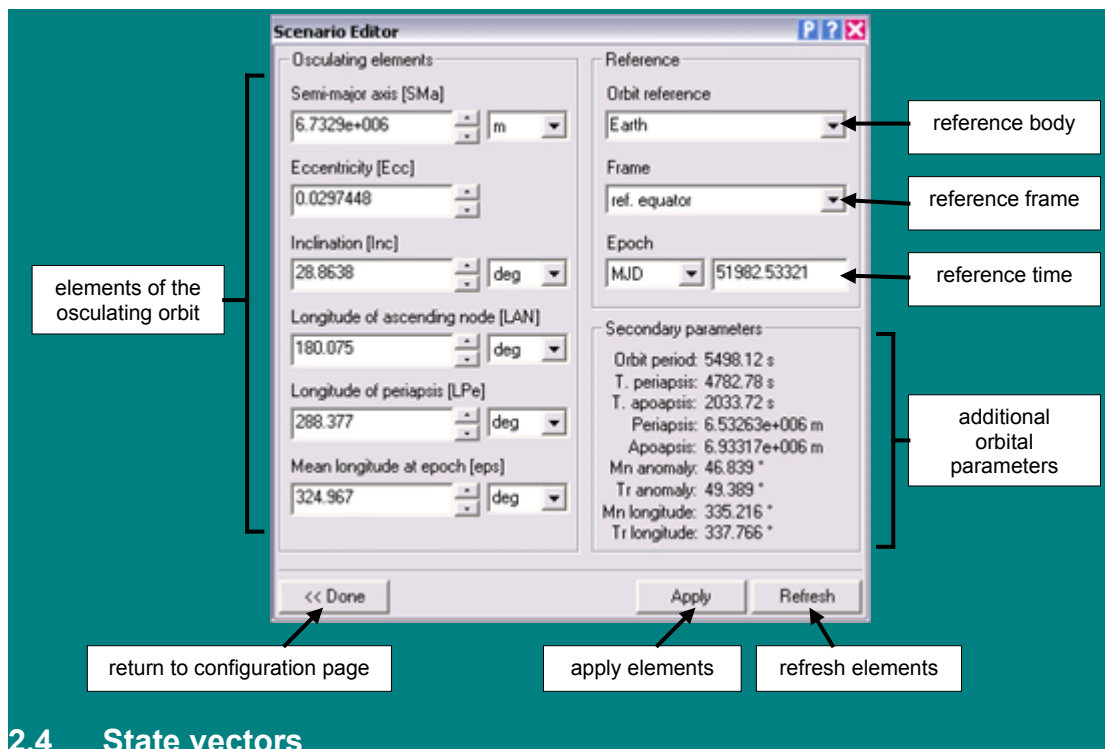 Scenario Editor
P ? X
Osculating elements
Semi-major axis [SMa]
6.7329e+006 m
Eccentricity [Ecc]
0.0297448
Inclination [Inc]
28.8638 deg
Longitude of ascending node [LAN]
180.075 deg
Longitude of periapsis [LPe]
288.377 deg
Mean longitude at epoch [eps]
324.967 deg
Reference
Orbit reference
Earth
Frame
ref. equator
Epoch
MJD 51982.53321
Secondary parameters
Orbit period: 5498.12 s
T. periapsis: 4782.78 s
T. apoapsis: 2033.72 s
Periapsis: 6.53263e+006 m
Apoapsis: 6.93317e+006 m
Mn anomaly: 46.839 °
Tr anomaly: 49.389 °
Mn longitude: 335.216 °
Tr longitude: 337.766 °
<< Done
Apply
Refresh
elements of the
osculating orbit
reference body
reference frame
reference time
additional
orbital
parameters
return to configuration page
apply elements
refresh elements
2.4 State vectors